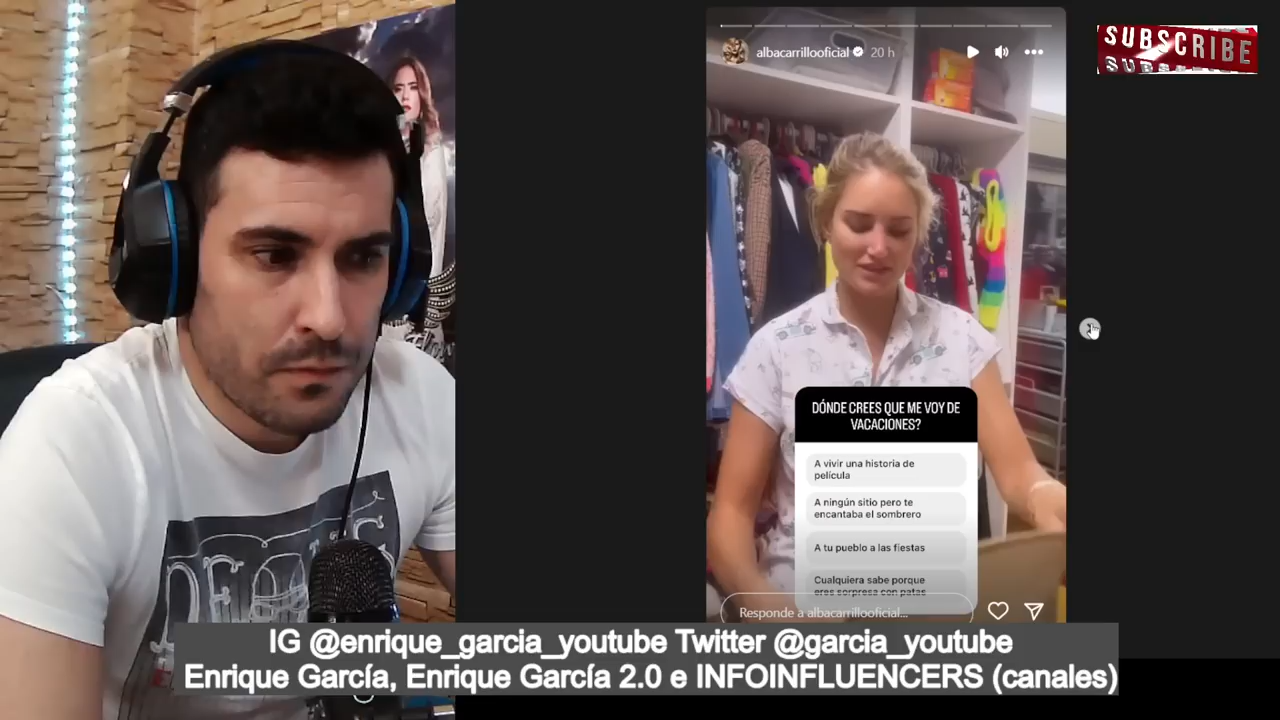 SUBSCRIBE
albacarrillooficial 20 h
DÓNDE CREES QUE ME VOY DE
VACACIONES?
A vivir una historia de
película
A ningún sitio pero te
encantaba el sombrero
A tu pueblo a las fiestas
Cualquiera sabe porque
eres sorpresa con patas
Responde a albacarrillooficial...
IG @enrique_garcia_youtube Twitter @garcia_youtube
Enrique García, Enrique García 2.0 e INFOINFLUENCERS (canales)